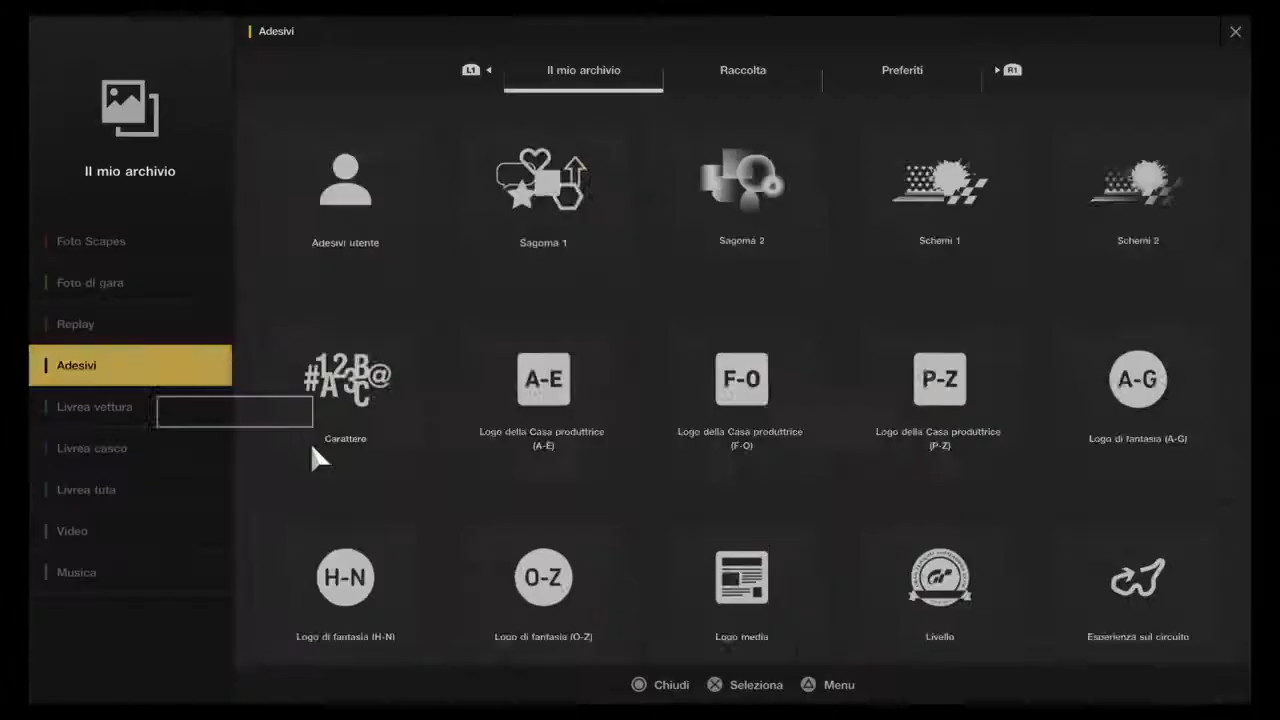 Adesivi
L1
Il mio archivio
Raccolta
Preferiti
R1
Il mio archivio
Foto Scapes
Foto di gara
Replay
Adesivi
Livrea vettura
Livrea casco
Livrea tuta
Video
Musica
Adesivi utente
Sagoma 1
Sagoma 2
Schemi 1
Schemi 2
#A123BC@
Carattere
A-E
Logo della Casa produttrice
(A-E)
F-O
Logo della Casa produttrice
(F-O)
P-Z
Logo della Casa produttrice
(P-Z)
A-G
Logo di fantasia (A-G)
H-N
Logo di fantasia (H-N)
O-Z
Logo di fantasia (O-Z)
Logo media
GT
Livello
Esperienza sul circuito
Chiudi
Seleziona
Menu